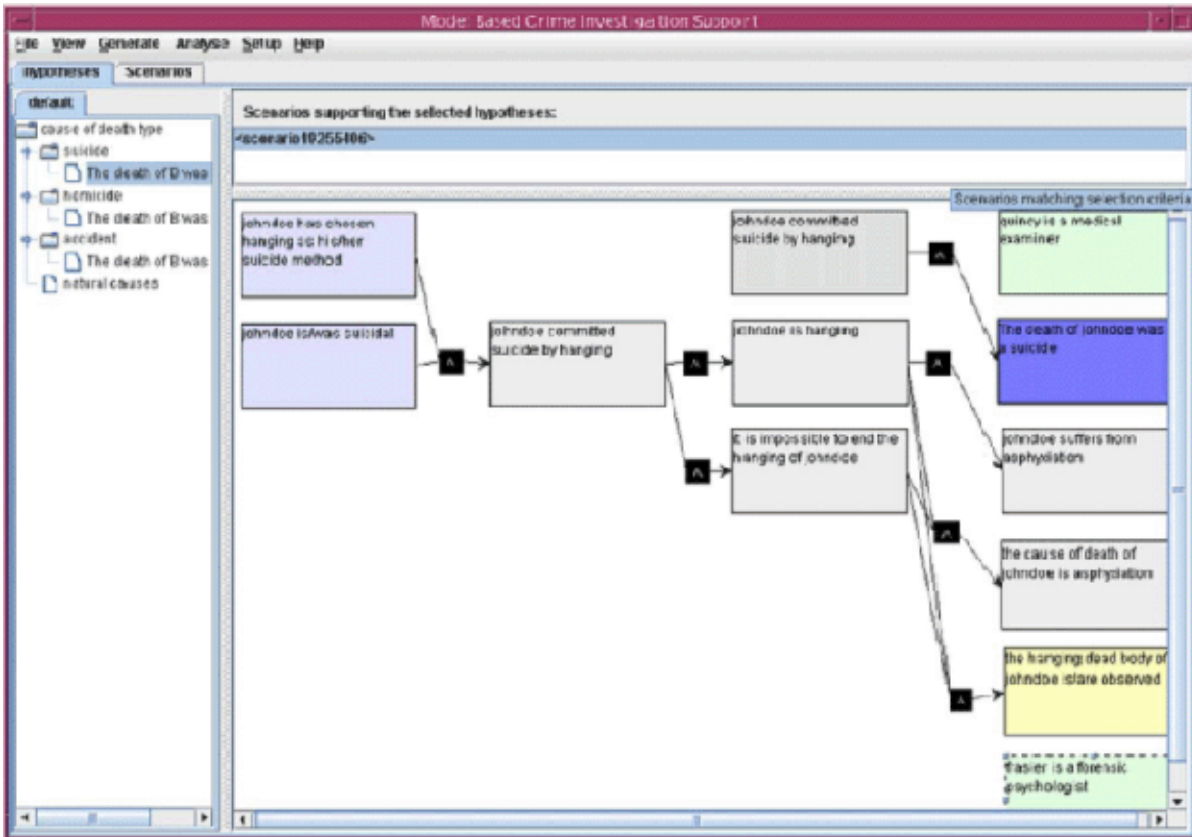 Model Based Crime Investigation Support
File View Generate Analyse Setup Help
Hypotheses Scenarios
default
cause of death type
suicide
The death of B was
homicide
The death of B was
accident
The death of B was
natural causes
Scenarios supporting the selected hypotheses:
<scenario19255406>
Scenarios matching selection criteria
johndoe has chosen
hanging as his/her
suicide method
johndoe is/was suicidal
johndoe committed
suicide by hanging
johndoe committed
suicide by hanging
johndoe is hanging
it is impossible to end the
hanging of johndoe
quincy is a medical
examiner
The death of johndoe was
a suicide
johndoe suffers from
asphyxiation
the cause of death of
johndoe is asphyxiation
the hanging dead body of
johndoe is/are observed
frasier is a forensic
psychologist